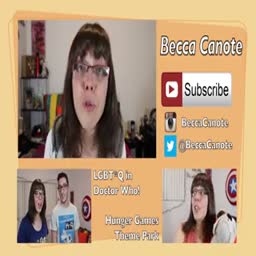 Becca Canote
Subscribe
BeccaCanote
@BeccaCanote
LGBT-Q in
Doctor Who!
Hunger Games
Theme Park